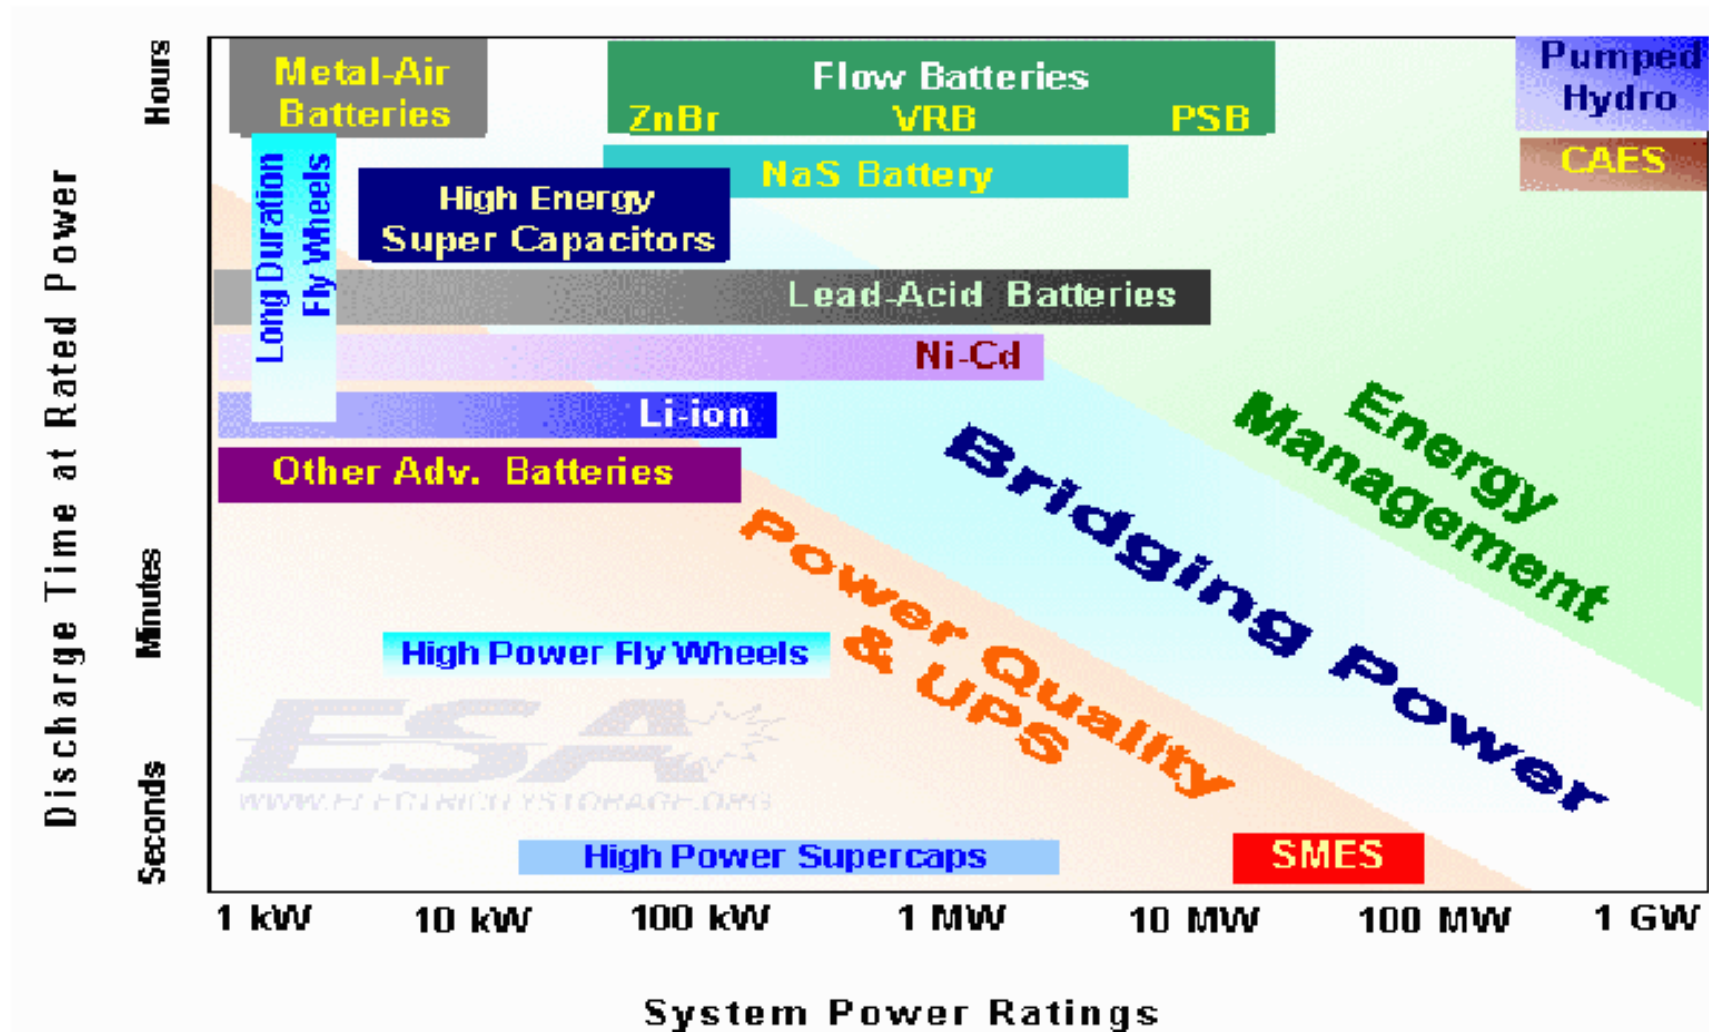 Hours
Minutes
Seconds
Discharge Time at Rated Power
Metal-Air
Batteries
Flow Batteries
ZnBr VRB PSB
Pumped
Hydro
CAES
NaS Battery
High Energy
Super Capacitors
Long Duration
Fly Wheels
Lead-Acid Batteries
Ni-Cd
Li-ion
Other Adv. Batteries
Energy
Management
Bridging Power
Power Quality
& UPS
High Power Fly Wheels
ESA
WWW.ELECTRICITYSTORAGE.ORG
High Power Supercaps
SMES
1 kW 10 kW 100 kW 1 MW 10 MW 100 MW 1 GW
System Power Ratings